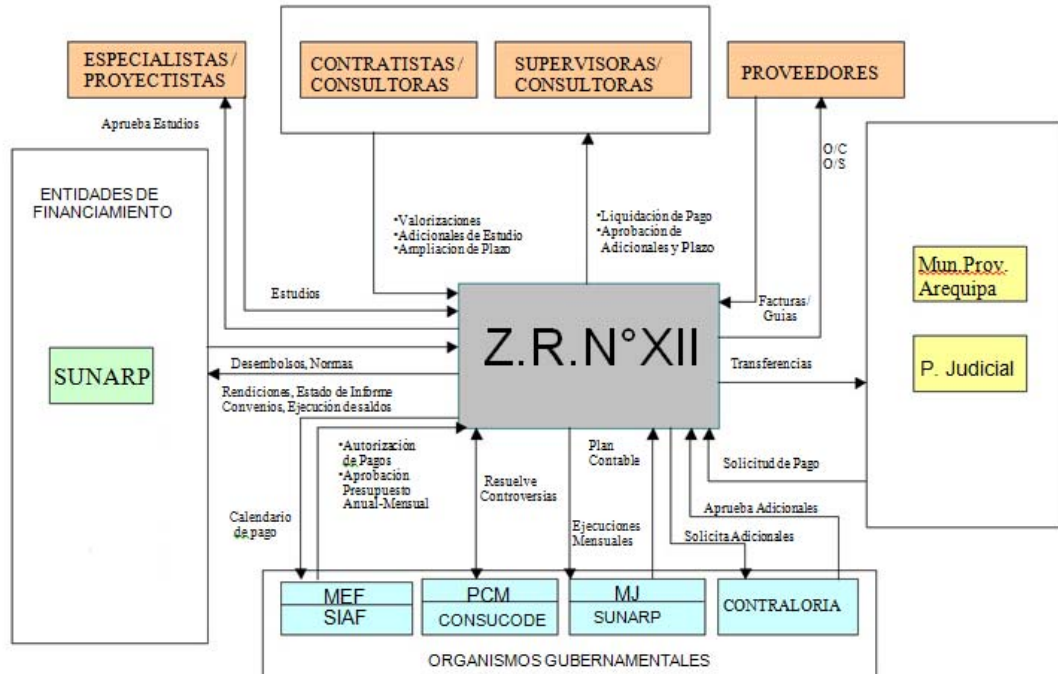 ESPECIALISTAS /
PROYECTISTAS
CONTRATISTAS /
CONSULTORAS
SUPERVISORAS/
CONSULTORAS
PROVEEDORES
Aprueba Estudios
O/C
O/S
ENTIDADES DE
FINANCIAMIENTO
•Valorizaciones
•Adicionales de Estudio
•Ampliacion de Plazo
•Liquidación de Pago
•Aprobación de
Adicionales y Plazo
Mun.Prov.
Arequipa
Estudios
Facturas/
Guias
Z.R.N°XII
SUNARP
Desembolsos, Normas
Transferencias
P. Judicial
Rendiciones, Estado de Informe
Convenios, Ejecución de saldos
•Autorización
de Pagos
•Aprobación
Presupuesto
Anual-Mensual
Plan
Contable
Solicitud de Pago
Resuelve
Controversias
Aprueba Adicionales
Calendario
de pago
Ejecuciones
Mensuales
Solicita Adicionales
MEF
SIAF
PCM
CONSUCODE
MJ
SUNARP
CONTRALORIA
ORGANISMOS GUBERNAMENTALES